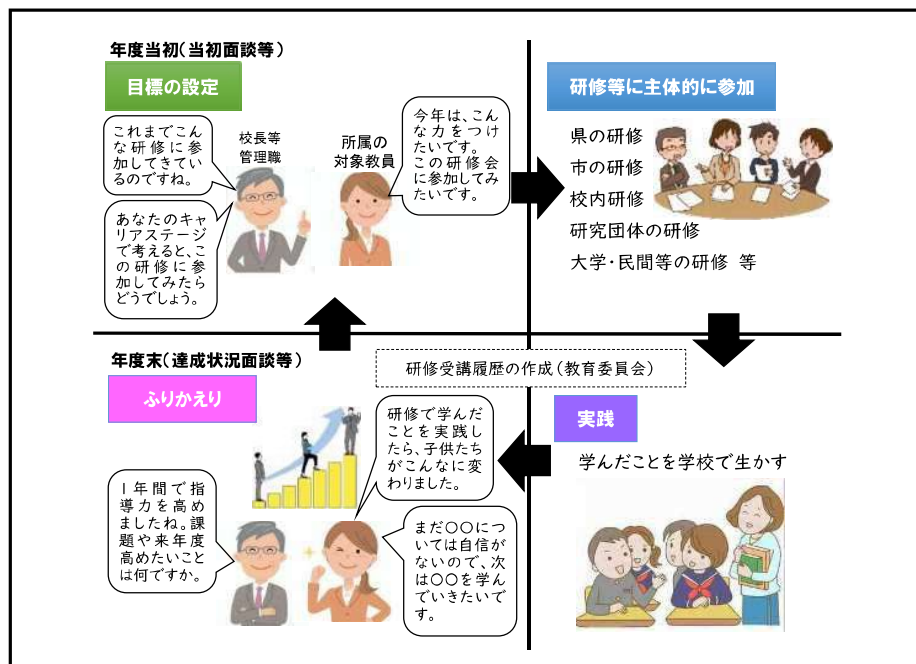 年度当初(当初面談等)
目標の設定
これまでこん
な研修に参
加してきてい
るのですね。
校長等
管理職
所属の
対象教員
今年は、こん
な力をつけ
たいです。
この研修会
に参加してみ
たいです。
あなたのキャ
リアステージ
で考えると、こ
の研修に参
加してみたら
どうでしょう。
研修等に主体的に参加
県の研修
市の研修
校内研修
研究団体の研修
大学・民間等の研修 等
研修受講履歴の作成(教育委員会)
実践
学んだことを学校で生かす
年度末(達成状況面談等)
ふりかえり
研修で学んだ
ことを実践し
たら、子供たち
がこんなに変
わりました。
1年間で指
導力を高め
ましたね。課
題や来年度
高めたいこと
は何ですか。
まだ〇〇につ
いては自信が
ないので、次
は〇〇を学ん
でいきたいで
す。